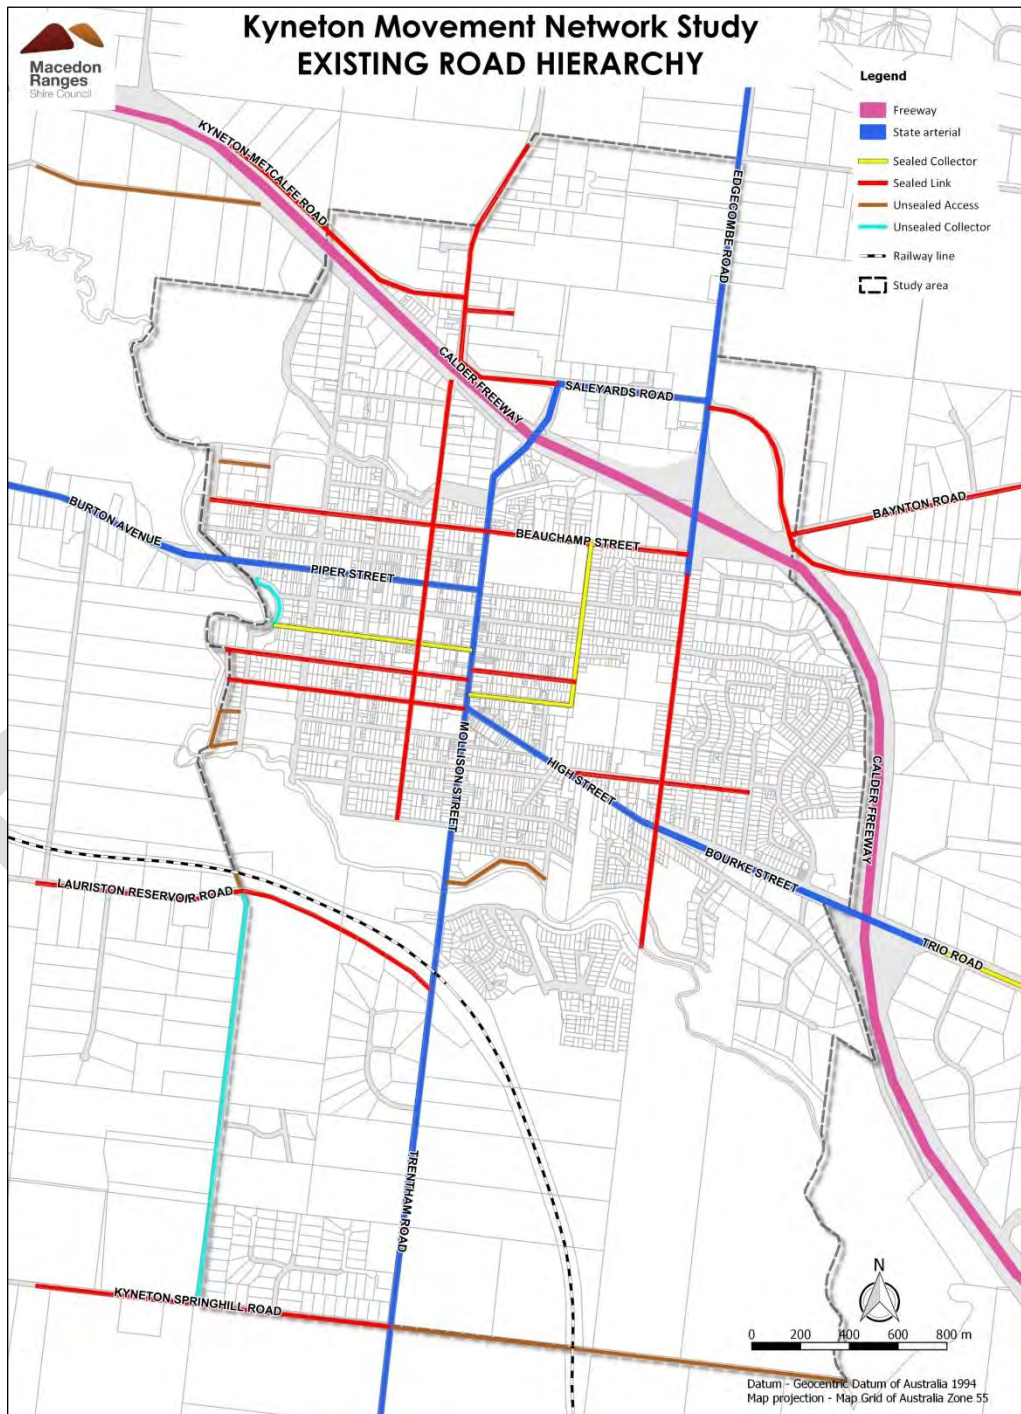 Kyneton Movement Network Study
EXISTING ROAD HIERARCHY
Macedon
Ranges
Shire Council
Legend
Freeway
State arterial
Sealed Collector
Sealed Link
Unsealed Access
Unsealed Collector
Railway line
Study area
KYNETON-METCALFE ROAD
EDGECOMBE ROAD
CALDER FREEWAY
SALEYARDS ROAD
BAYNTON ROAD
BURTON AVENUE
BEAUCHAMP STREET
PIPER STREET
MOLLISON STREET
HIGH STREET
CALDER FREEWAY
BOURKE STREET
LAURISTON RESERVOIR ROAD
TRIO ROAD
TRENTHAM ROAD
KYNETON SPRINGHILL ROAD
N
0 200 400 600 800 m
Datum - Geocentric Datum of Australia 1994
Map projection - Map Grid of Australia Zone 55